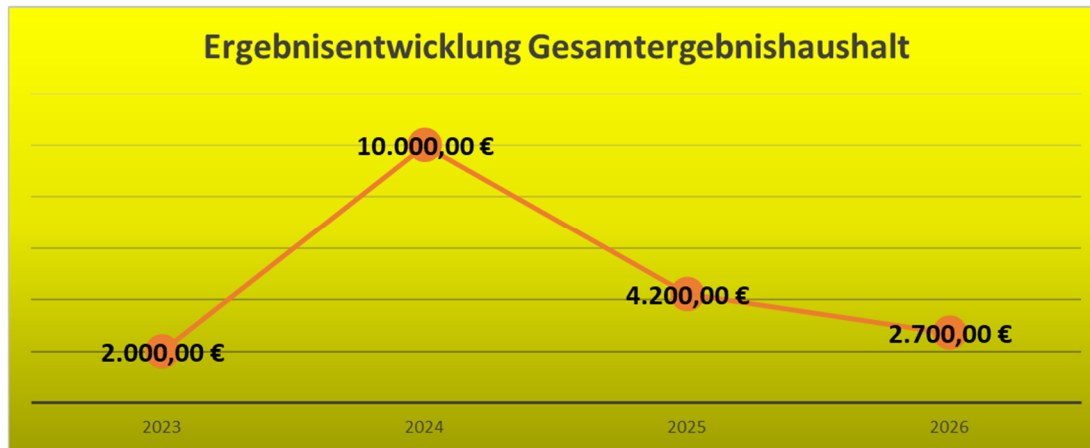 Ergebnisentwicklung Gesamtergebnishaushalt
10.000,00 €
4.200,00 €
2.700,00 €
2.000,00 €
2023 2024 2025 2026